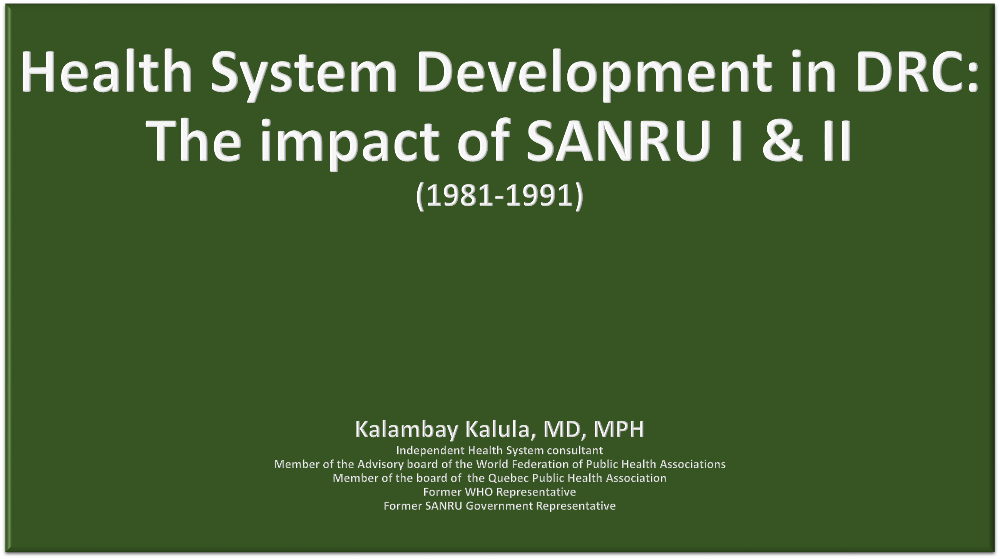 Health System Development in DRC:
The impact of SANRU I & II
(1981-1991)
Kalambay Kalula, MD, MPH
Independent Health System consultant
Member of the Advisory board of the World Federation of Public Health Associations
Member of the board of  the Quebec Public Health Association
Former WHO Representative
Former SANRU Government Representative